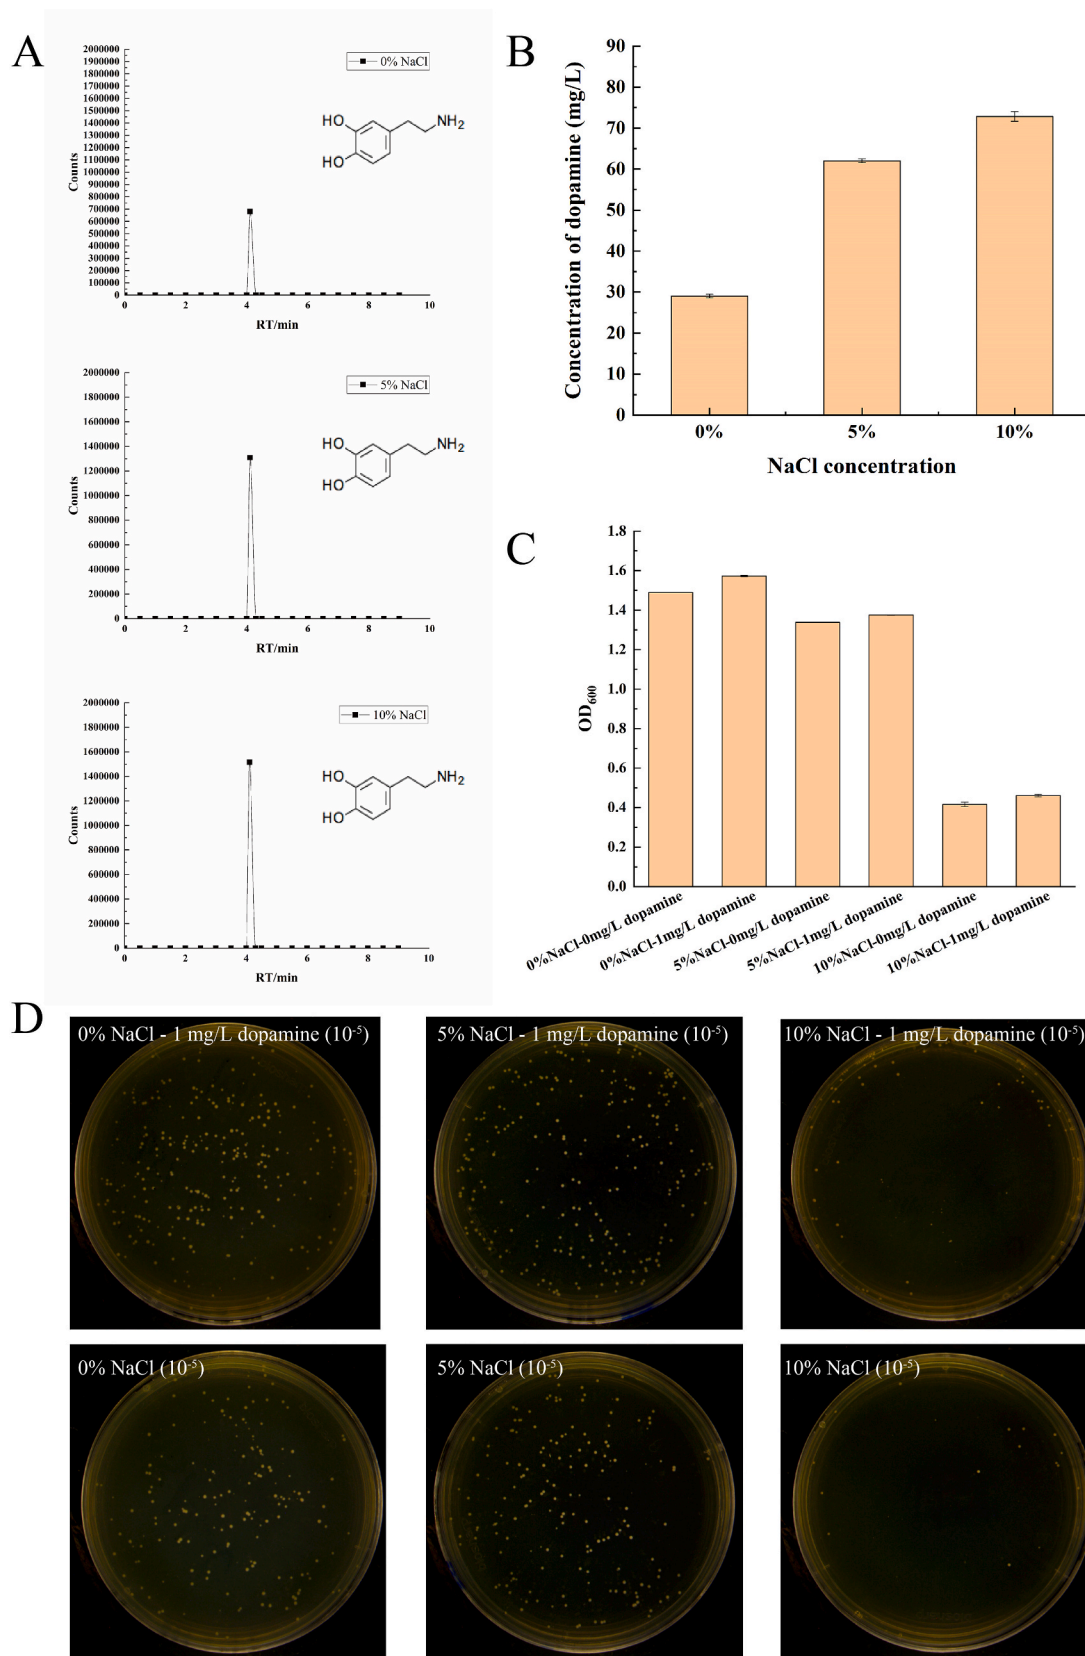 A
2000000
1900000
1800000
1700000
1600000
1500000
1400000
1300000
1200000
1100000
1000000
900000
800000
700000
600000
500000
400000
300000
200000
100000
0
Counts
0% NaCl
HO
NH2
HO
0 2 4 6 8 10
RT/min
2000000
1800000
1600000
1400000
1200000
1000000
800000
600000
400000
200000
0
Counts
5% NaCl
HO
NH2
HO
0 2 4 6 8 10
RT/min
2000000
1800000
1600000
1400000
1200000
1000000
800000
600000
400000
200000
0
Counts
10% NaCl
HO
NH2
HO
0 2 4 6 8 10
RT/min
B
90
80
70
60
50
40
30
20
10
0
Concentration of dopamine (mg/L)
0% 5% 10%
NaCl concentration
C
1.8
1.6
1.4
1.2
1.0
0.8
0.6
0.4
0.2
0.0
OD600
0%NaCl-0mg/L dopamine
0%NaCl-1mg/L dopamine
5%NaCl-0mg/L dopamine
5%NaCl-1mg/L dopamine
10%NaCl-0mg/L dopamine
10%NaCl-1mg/L dopamine
D
0% NaCl - 1 mg/L dopamine (10-5)
5% NaCl - 1 mg/L dopamine (10-5)
10% NaCl - 1 mg/L dopamine (10-5)
0% NaCl (10-5)
5% NaCl (10-5)
10% NaCl (10-5)